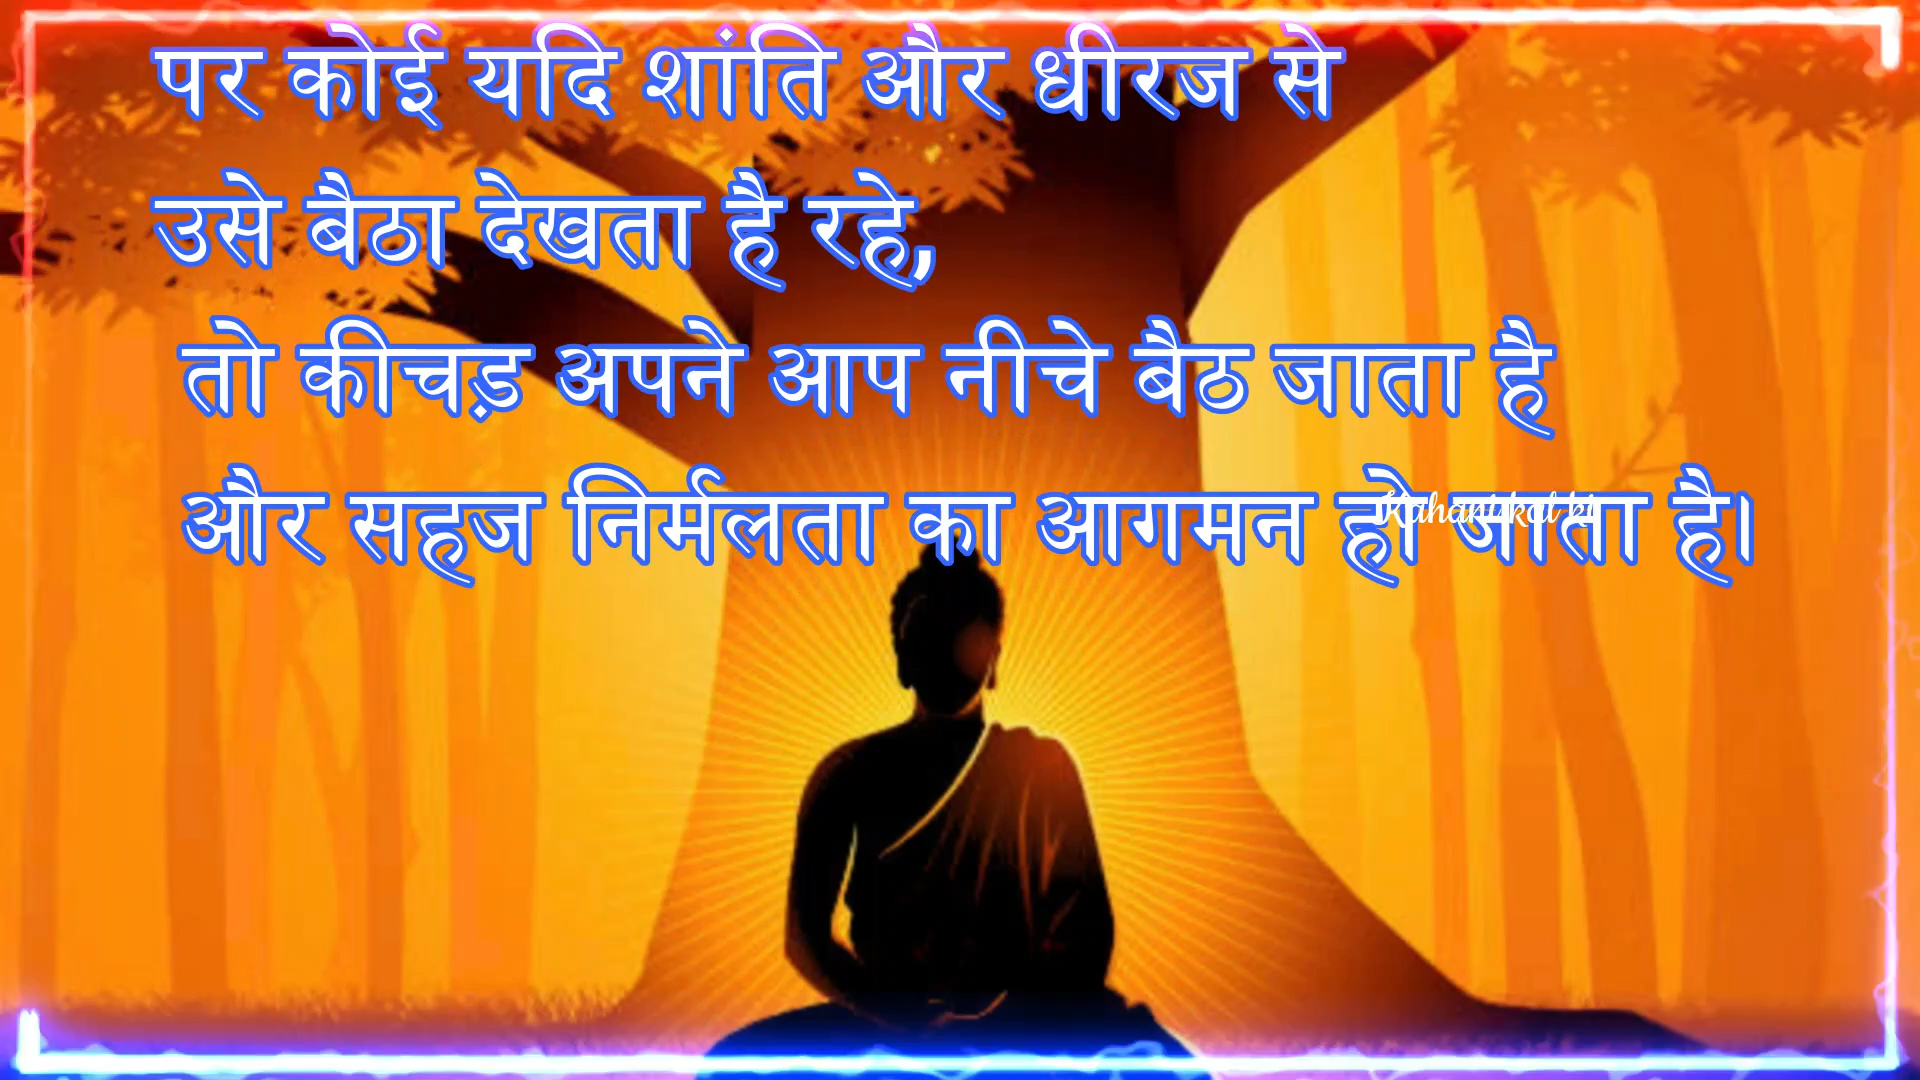 पर कोई यदि शांति और धीरज से
उसे बैठा देखता है रहे,
तो कीचड़ अपने आप नीचे बैठ जाता है
और सहज निर्मलता का आगमन हो जाता है।